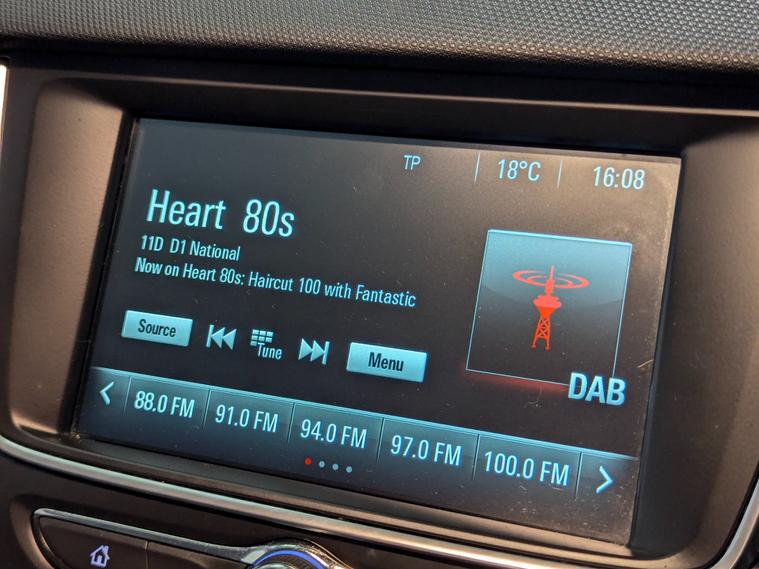 TP 18°C 16:08
Heart 80s
11D D1 National
Now on Heart 80s: Haircut 100 with Fantastic
Source Tune Menu
DAB
88.0 FM 91.0 FM 94.0 FM 97.0 FM 100.0 FM